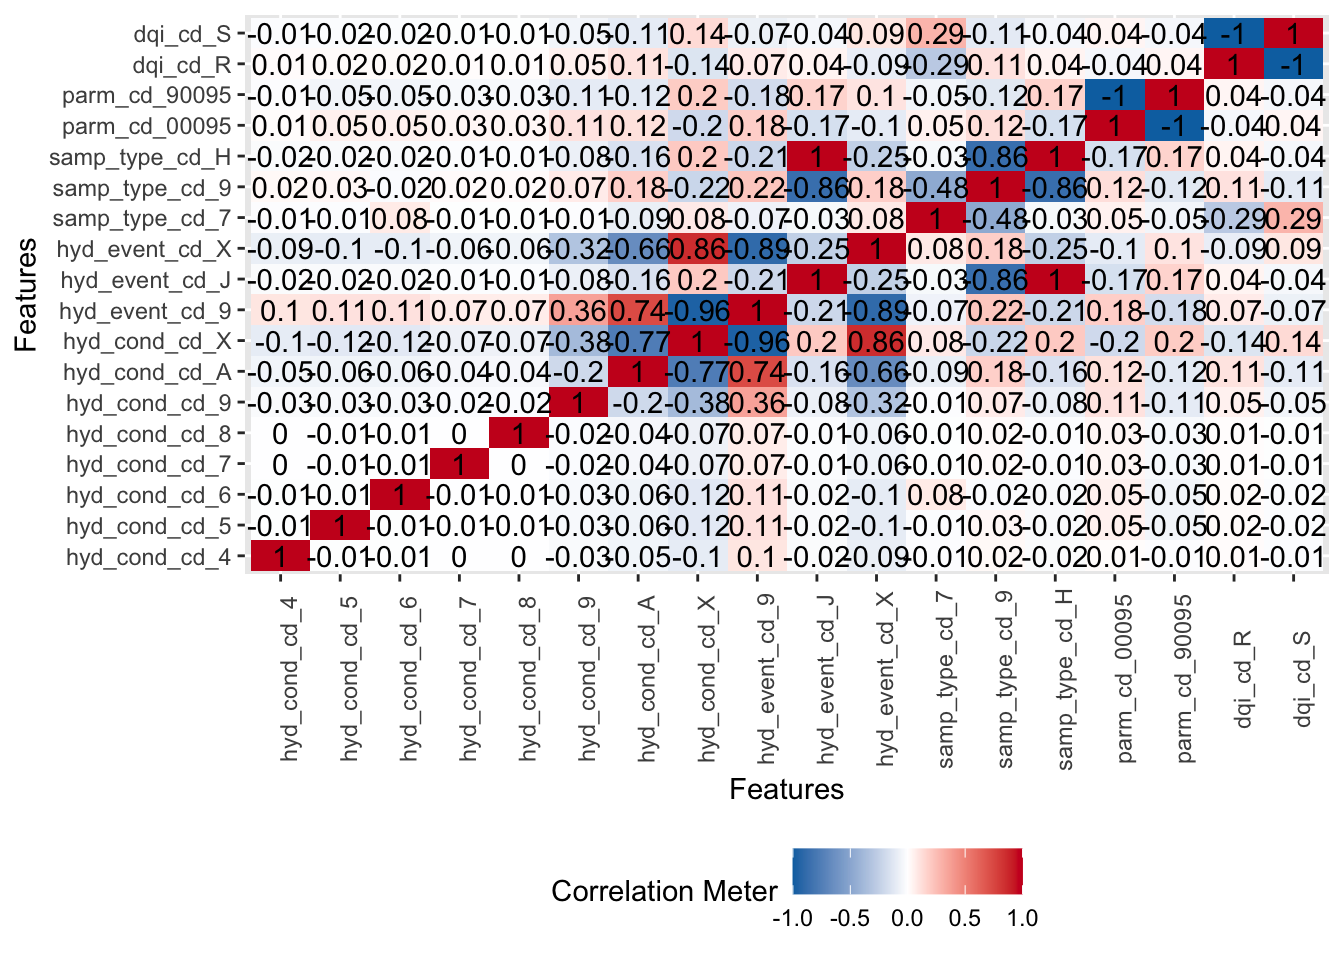 dqi_cd_S -0.01 -0.02 -0.02 -0.01 -0.01 -0.05 -0.11 0.14 -0.07 -0.04 0.09 0.29 -0.11 -0.04 0.04 -0.04 -1 1
dqi_cd_R 0.01 0.02 0.02 0.01 0.01 0.05 0.11 -0.14 0.07 0.04 -0.09 -0.29 0.11 0.04 -0.04 0.04 1 -1
parm_cd_90095 -0.01 -0.05 -0.05 -0.03 -0.03 -0.11 -0.12 0.2 -0.18 0.17 0.1 -0.05 -0.12 0.17 -1 1 0.04 -0.04
parm_cd_00095 0.01 0.05 0.05 0.03 0.03 0.11 0.12 -0.2 0.18 -0.17 -0.1 0.05 0.12 -0.17 1 -1 -0.04 0.04
samp_type_cd_H -0.02 -0.02 -0.02 -0.01 -0.01 -0.08 -0.16 0.2 -0.21 1 -0.25 -0.03 -0.86 1 -0.17 0.17 0.04 -0.04
samp_type_cd_9 0.02 0.03 -0.02 0.02 0.02 0.07 0.18 -0.22 0.22 -0.86 0.18 -0.48 1 -0.86 0.12 -0.12 0.11 -0.11
samp_type_cd_7 -0.01 -0.01 0.08 -0.01 -0.01 -0.01 -0.09 0.08 -0.07 -0.03 0.08 1 -0.48 -0.03 0.05 -0.05 -0.29 0.29
hyd_event_cd_X -0.09 -0.1 -0.1 -0.06 -0.06 -0.32 -0.66 0.86 -0.89 -0.25 1 0.08 0.18 -0.25 -0.1 0.1 -0.09 0.09
hyd_event_cd_J -0.02 -0.02 -0.02 -0.01 -0.01 -0.08 -0.16 0.2 -0.21 1 -0.25 -0.03 -0.86 1 -0.17 0.17 0.04 -0.04
hyd_event_cd_9 0.1 0.11 0.11 0.07 0.07 0.36 0.74 -0.96 1 -0.21 -0.89 -0.07 0.22 -0.21 0.18 -0.18 0.07 -0.07
hyd_cond_cd_X -0.1 -0.12 -0.12 -0.07 -0.07 -0.38 -0.77 1 -0.96 0.2 0.86 0.08 -0.22 0.2 -0.2 0.2 -0.14 0.14
hyd_cond_cd_A -0.05 -0.06 -0.06 -0.04 -0.04 -0.2 1 -0.77 0.74 -0.16 -0.66 -0.09 0.18 -0.16 0.12 -0.12 0.11 -0.11
hyd_cond_cd_9 -0.03 -0.03 -0.03 -0.02 -0.02 1 -0.2 -0.38 0.36 -0.08 -0.32 -0.01 0.07 -0.08 0.11 -0.11 0.05 -0.05
hyd_cond_cd_8 0 -0.01 -0.01 0 1 -0.02 -0.04 -0.07 0.07 -0.01 -0.06 -0.01 0.02 -0.01 0.03 -0.03 0.01 -0.01
hyd_cond_cd_7 0 -0.01 -0.01 1 0 -0.02 -0.04 -0.07 0.07 -0.01 -0.06 -0.01 0.02 -0.01 0.03 -0.03 0.01 -0.01
hyd_cond_cd_6 -0.01 -0.01 1 -0.01 -0.01 -0.03 -0.06 -0.12 0.11 -0.02 -0.1 0.08 -0.02 -0.02 0.05 -0.05 0.02 -0.02
hyd_cond_cd_5 -0.01 1 -0.01 -0.01 -0.01 -0.03 -0.06 -0.12 0.11 -0.02 -0.1 -0.01 0.03 -0.02 0.05 -0.05 0.02 -0.02
hyd_cond_cd_4 1 -0.01 -0.01 0 0 -0.03 -0.05 -0.1 0.1 -0.02 -0.09 -0.01 0.02 -0.02 0.01 -0.01 0.01 -0.01
Features
hyd_cond_cd_4
hyd_cond_cd_5
hyd_cond_cd_6
hyd_cond_cd_7
hyd_cond_cd_8
hyd_cond_cd_9
hyd_cond_cd_A
hyd_cond_cd_X
hyd_event_cd_9
hyd_event_cd_J
hyd_event_cd_X
samp_type_cd_7
samp_type_cd_9
samp_type_cd_H
parm_cd_00095
parm_cd_90095
dqi_cd_R
dqi_cd_S
Features
Correlation Meter
-1.0 -0.5 0.0 0.5 1.0